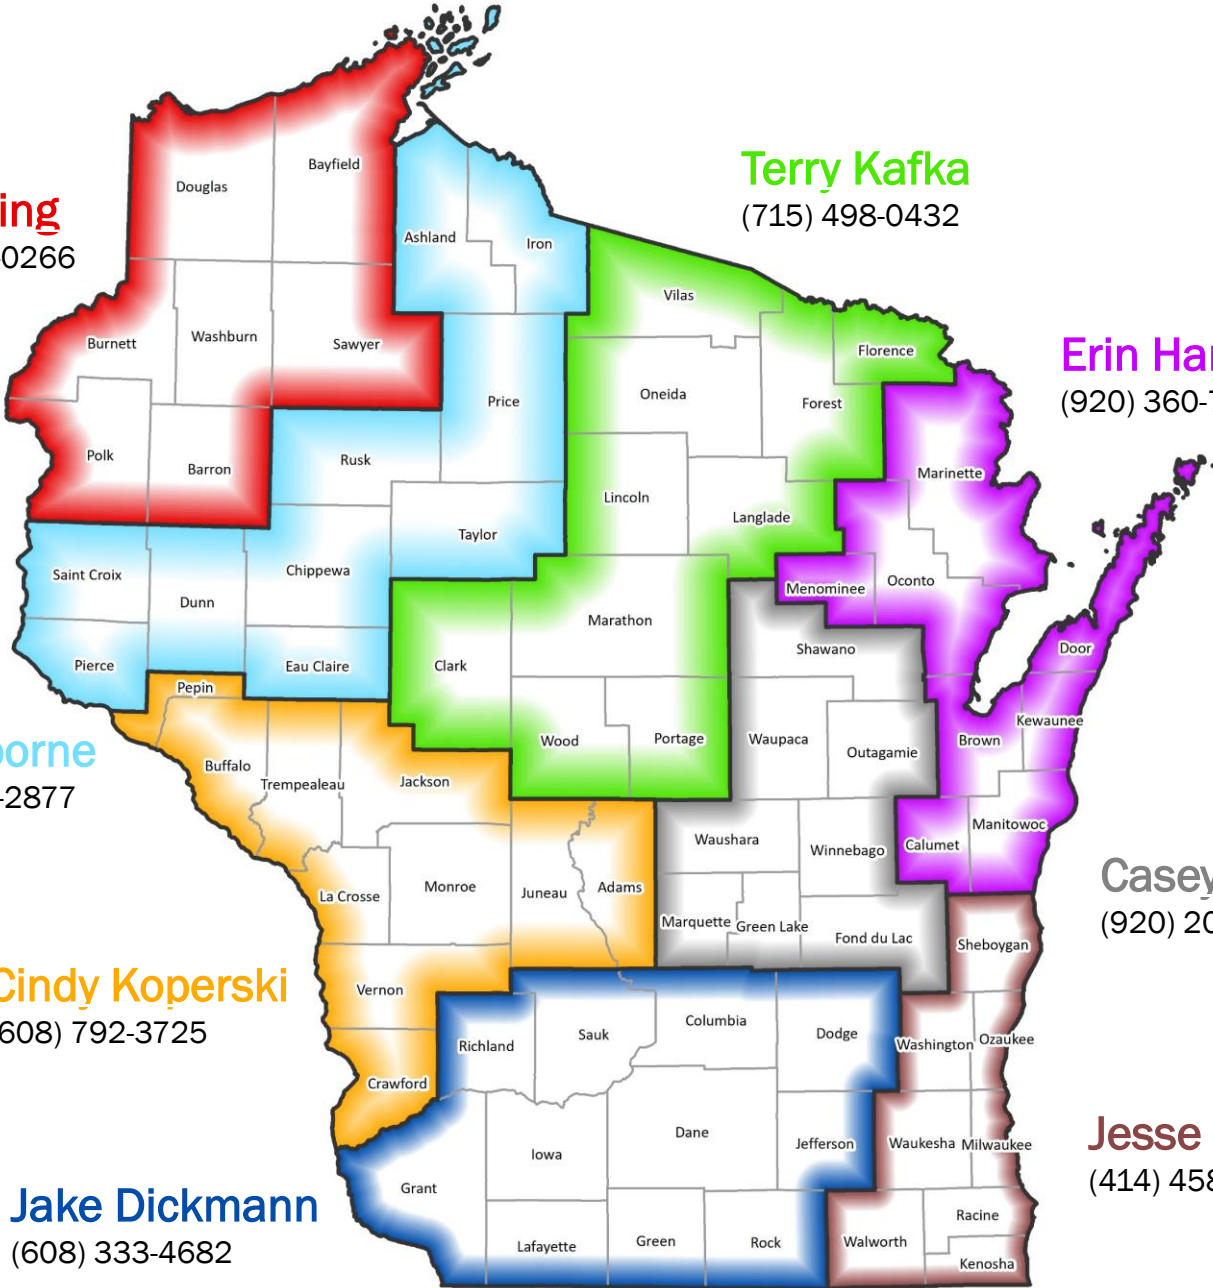 Terry Kafka
(715) 498-0432
Bayfield
Douglas
ing
0266
Ashland
Iron
Vilas
Burnett
Washburn
Sawyer
Florence
Erin Har
(920) 360-7
Price
Oneida
Forest
Polk
Barron
Rusk
Marinette
Lincoln
Langlade
Taylor
Saint Croix
Chippewa
Menominee
Oconto
Dunn
Marathon
Shawano
Door
Pierce
Eau Claire
Clark
Pepin
Kewaunee
Wood
Portage
Waupaca
Brown
Outagamie
orne
-2877
Buffalo
Trempealeau
Jackson
Manitowoc
Waushara
Winnebago
Calumet
Casey
(920) 20
La Crosse
Monroe
Juneau
Adams
Marquette
Green Lake
Fond du Lac
Sheboygan
Cindy Koperski
608) 792-3725
Vernon
Richland
Sauk
Columbia
Dodge
Washington
Ozaukee
Crawford
Jesse
(414) 458
Iowa
Dane
Jefferson
Waukesha
Milwaukee
Grant
Jake Dickmann
(608) 333-4682
Lafayette
Green
Rock
Walworth
Racine
Kenosha